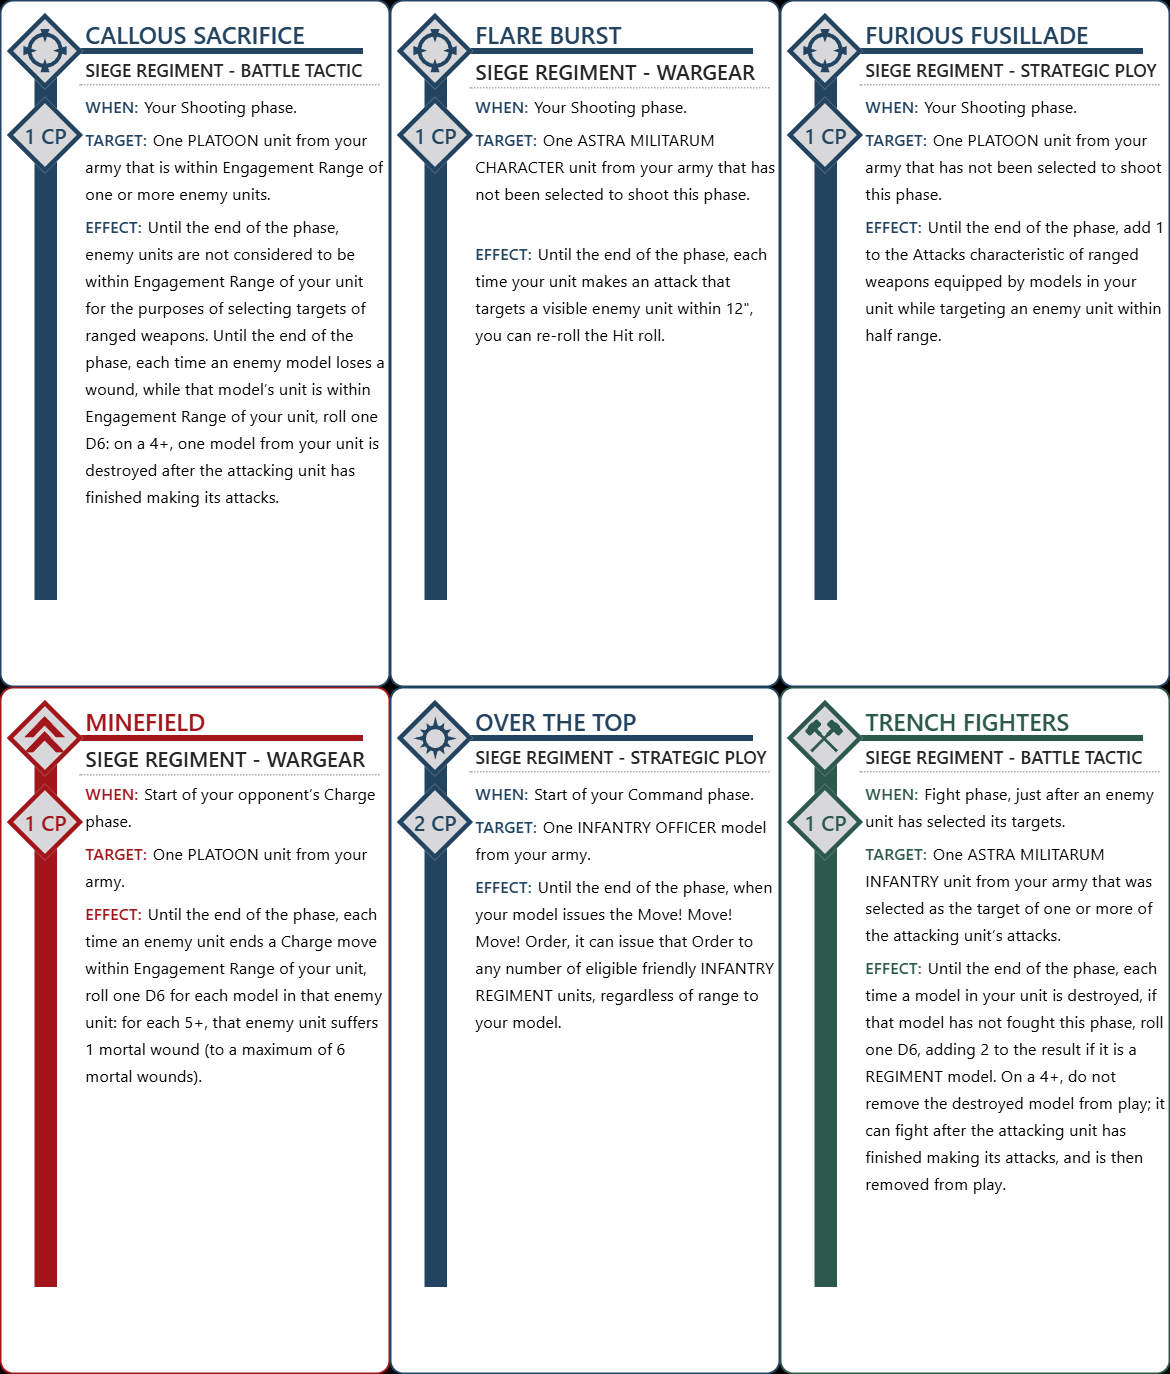 CALLOUS SACRIFICE
SIEGE REGIMENT - BATTLE TACTIC
1 CP
WHEN: Your Shooting phase.
TARGET: One PLATOON unit from your
army that is within Engagement Range of
one or more enemy units.
EFFECT: Until the end of the phase,
enemy units are not considered to be
within Engagement Range of your unit
for the purposes of selecting targets of
ranged weapons. Until the end of the
phase, each time an enemy model loses a
wound, while that model's unit is within
Engagement Range of your unit, roll one
D6: on a 4+, one model from your unit is
destroyed after the attacking unit has
finished making its attacks.
FLARE BURST
SIEGE REGIMENT - WARGEAR
1 CP
WHEN: Your Shooting phase.
TARGET: One ASTRA MILITARUM
CHARACTER unit from your army that has
not been selected to shoot this phase.
EFFECT: Until the end of the phase, each
time your unit makes an attack that
targets a visible enemy unit within 12",
you can re-roll the Hit roll.
FURIOUS FUSILLADE
SIEGE REGIMENT - STRATEGIC PLOY
1 CP
WHEN: Your Shooting phase.
TARGET: One PLATOON unit from your
army that has not been selected to shoot
this phase.
EFFECT: Until the end of the phase, add 1
to the Attacks characteristic of ranged
weapons equipped by models in your
unit while targeting an enemy unit within
half range.
MINEFIELD
SIEGE REGIMENT - WARGEAR
1 CP
WHEN: Start of your opponent's Charge
phase.
TARGET: One PLATOON unit from your
army.
EFFECT: Until the end of the phase, each
time an enemy unit ends a Charge move
within Engagement Range of your unit,
roll one D6 for each model in that enemy
unit: for each 5+, that enemy unit suffers
1 mortal wound (to a maximum of 6
mortal wounds).
OVER THE TOP
SIEGE REGIMENT - STRATEGIC PLOY
2 CP
WHEN: Start of your Command phase.
TARGET: One INFANTRY OFFICER model
from your army.
EFFECT: Until the end of the phase, when
your model issues the Move! Move!
Move! Order, it can issue that Order to
any number of eligible friendly INFANTRY
REGIMENT units, regardless of range to
your model.
TRENCH FIGHTERS
SIEGE REGIMENT - BATTLE TACTIC
1 CP
WHEN: Fight phase, just after an enemy
unit has selected its targets.
TARGET: One ASTRA MILITARUM
INFANTRY unit from your army that was
selected as the target of one or more of
the attacking unit's attacks.
EFFECT: Until the end of the phase, each
time a model in your unit is destroyed, if
that model has not fought this phase, roll
one D6, adding 2 to the result if it is a
REGIMENT model. On a 4+, do not
remove the destroyed model from play; it
can fight after the attacking unit has
finished making its attacks, and is then
removed from play.